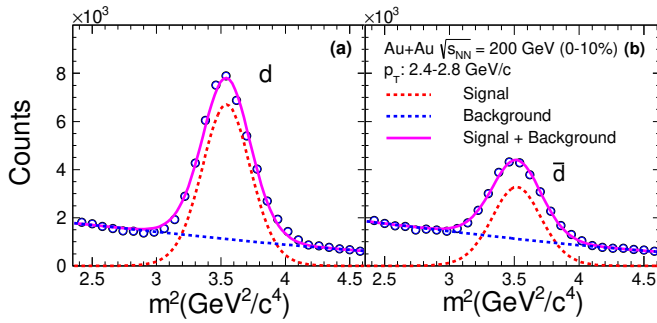 ×10³ ×10³
(a) Au+Au √sNN = 200 GeV (0-10%) (b)
p_T: 2.4-2.8 GeV/c
d
Signal
Background
Signal + Background
d̄
Counts
8
6
4
2
0
2.5 3 3.5 4 4.5 2.5 3 3.5 4 4.5
m²(GeV²/c⁴) m²(GeV²/c⁴)